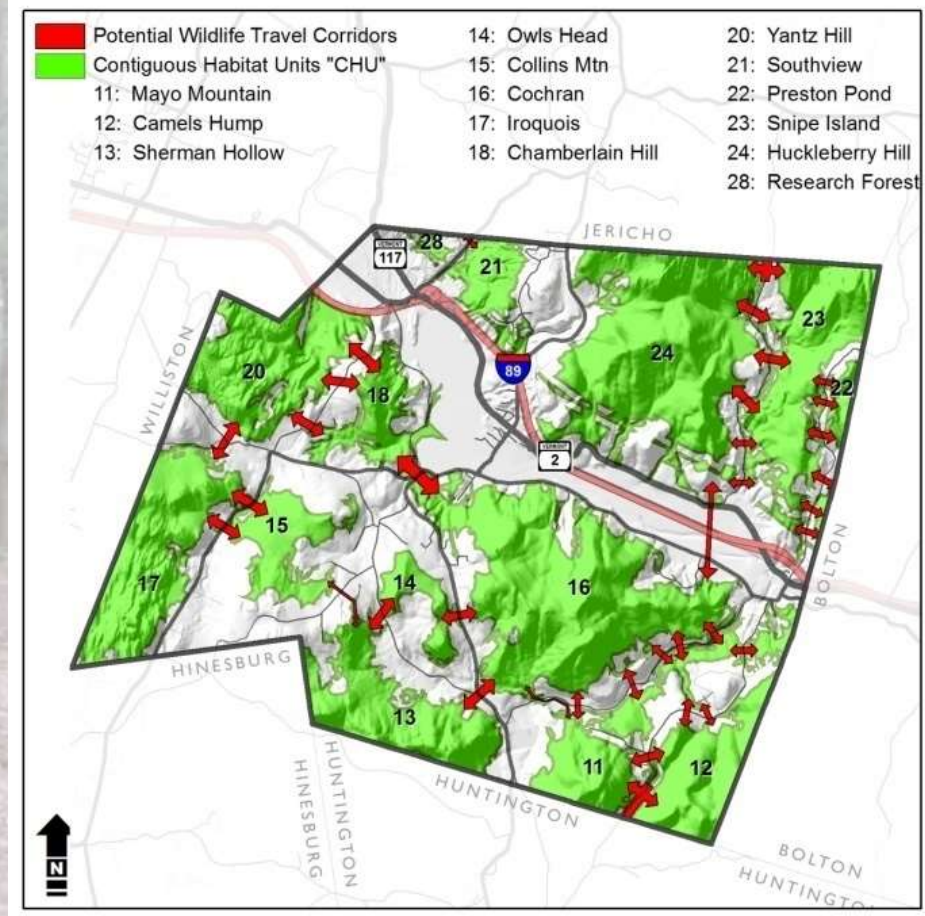 Potential Wildlife Travel Corridors
Contiguous Habitat Units "CHU"
11: Mayo Mountain
12: Camels Hump
13: Sherman Hollow
14: Owls Head
15: Collins Mtn
16: Cochran
17: Iroquois
18: Chamberlain Hill
20: Yantz Hill
21: Southview
22: Preston Pond
23: Snipe Island
24: Huckleberry Hill
28: Research Forest
JERICHO
VERMONT
117
28
21
23
WILLISTON
20
18
24
22
89
VERMONT
2
15
BOLTON
17
14
16
HINESBURG
13
11
12
HUNTINGTON
HINESBURG
HUNTINGTON
BOLTON
HUNTINGTON
N